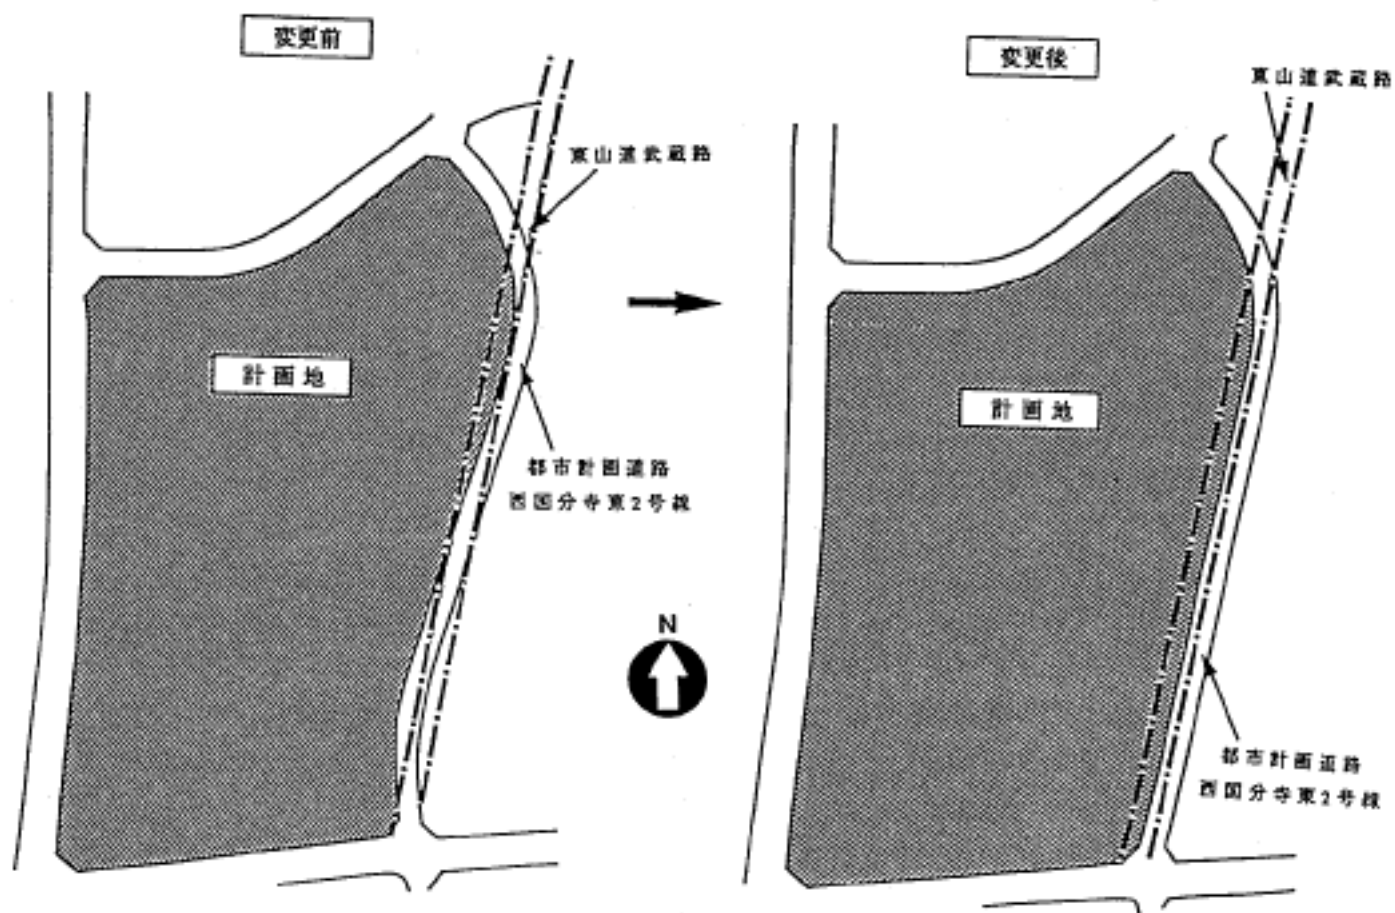 変更前
東山道武蔵路
計画地
都市計画道路
西国分寺東2号線
N
変更後
東山道武蔵路
計画地
都市計画道路
西国分寺東2号線